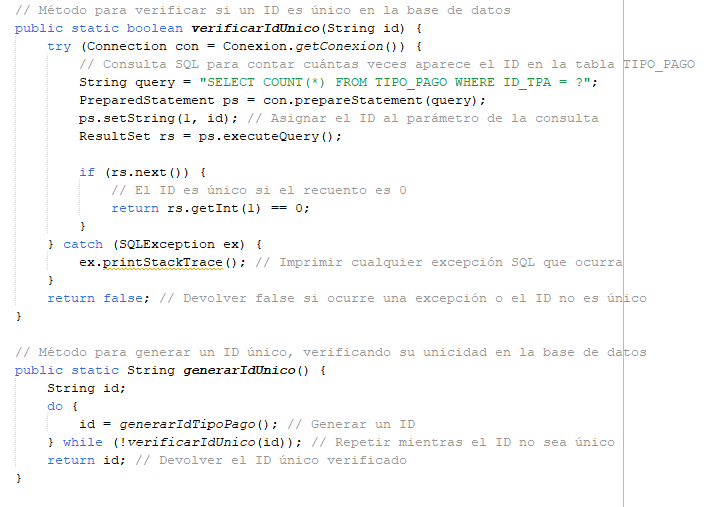 // Método para verificar si un ID es único en la base de datos
public static boolean verificarIdUnico(String id) {
    try (Connection con = Conexion.getConexion()) {
        // Consulta SQL para contar cuántas veces aparece el ID en la tabla TIPO_PAGO
        String query = "SELECT COUNT(*) FROM TIPO_PAGO WHERE ID_TPA = ?";
        PreparedStatement ps = con.prepareStatement(query);
        ps.setString(1, id); // Asignar el ID al parámetro de la consulta
        ResultSet rs = ps.executeQuery();

        if (rs.next()) {
            // El ID es único si el recuento es 0
            return rs.getInt(1) == 0;
        }
    } catch (SQLException ex) {
        ex.printStackTrace(); // Imprimir cualquier excepción SQL que ocurra
    }
    return false; // Devolver false si ocurre una excepción o el ID no es único
}

// Método para generar un ID único, verificando su unicidad en la base de datos
public static String generarIdUnico() {
    String id;
    do {
        id = generarIdTipoPago(); // Generar un ID
    } while (!verificarIdUnico(id)); // Repetir mientras el ID no sea único
    return id; // Devolver el ID único verificado
}